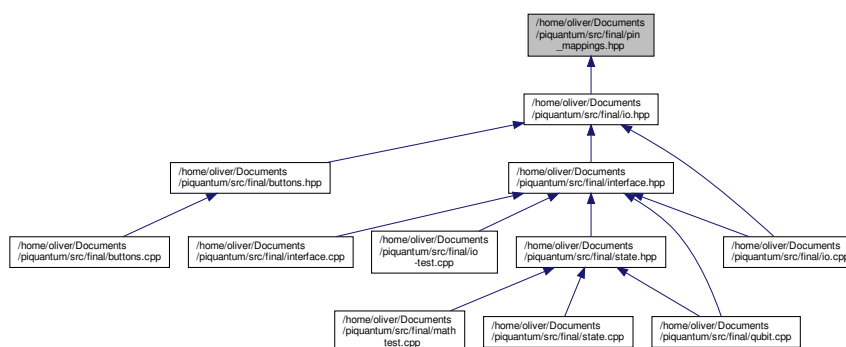 /home/oliver/Documents
/piquantum/src/final/pin
_mappings.hpp
/home/oliver/Documents
/piquantum/src/final/io.hpp
/home/oliver/Documents
/piquantum/src/final/buttons.hpp
/home/oliver/Documents
/piquantum/src/final/interface.hpp
/home/oliver/Documents
/piquantum/src/final/buttons.cpp
/home/oliver/Documents
/piquantum/src/final/interface.cpp
/home/oliver/Documents
/piquantum/src/final/io
-test.cpp
/home/oliver/Documents
/piquantum/src/final/state.hpp
/home/oliver/Documents
/piquantum/src/final/io.cpp
/home/oliver/Documents
/piquantum/src/final/math
test.cpp
/home/oliver/Documents
/piquantum/src/final/state.cpp
/home/oliver/Documents
/piquantum/src/final/qubit.cpp